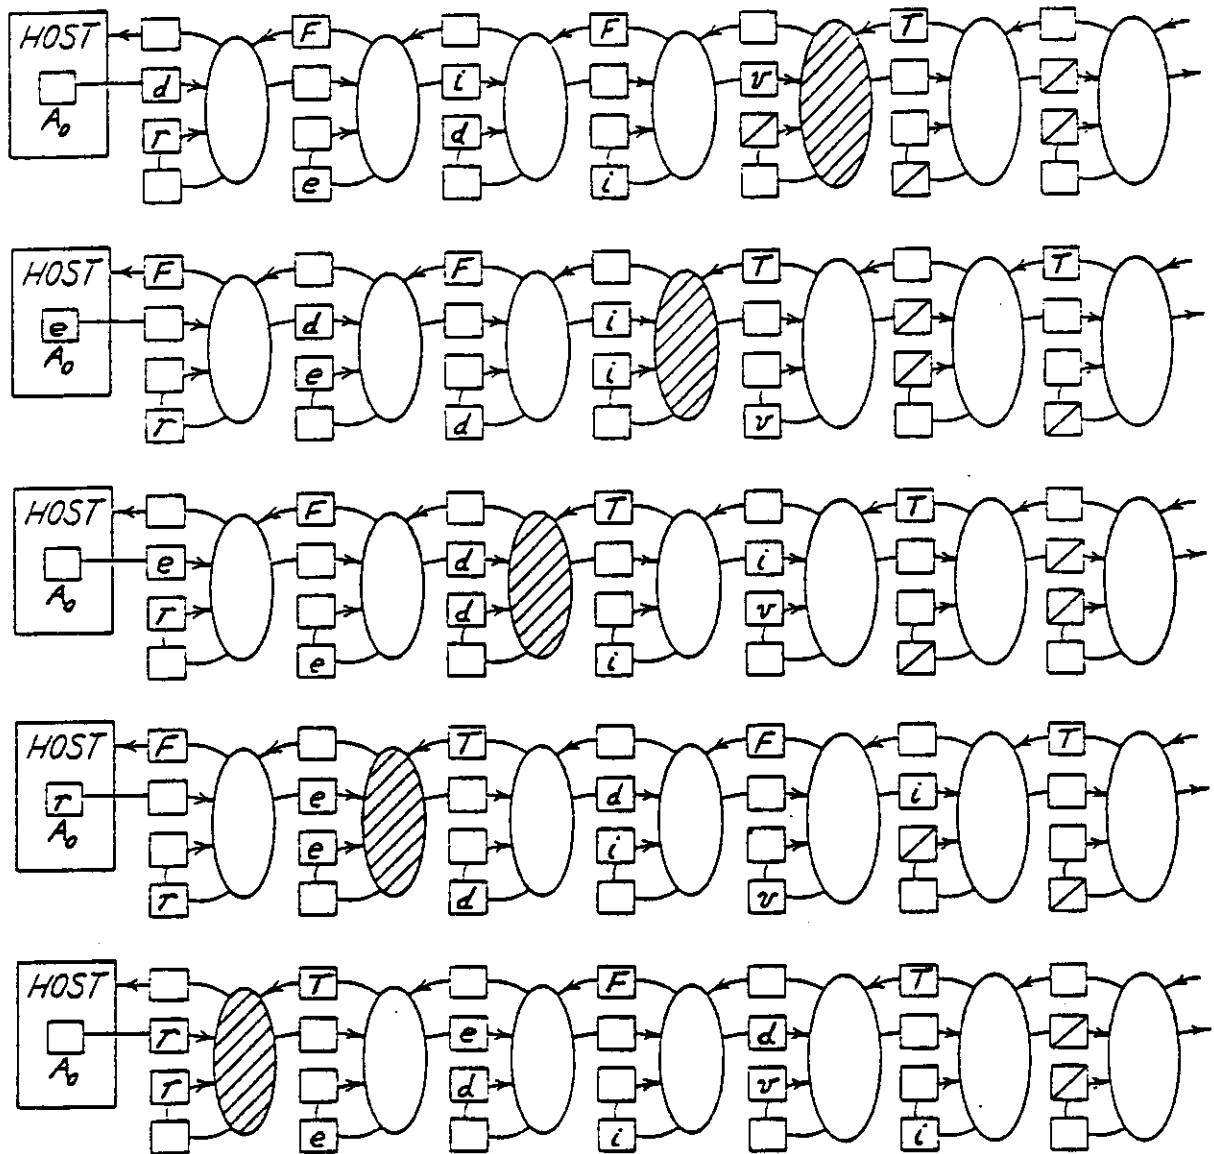 HOST F F T
d i v
A₀
r d
e i
HOST F F T T
e d i
A₀ e i
r d v
HOST F T T
e d i
A₀ r d v
e i
HOST F T F T
r e d i
A₀ e i
r d v
HOST T F T
r e d
A₀ r d v
e i i